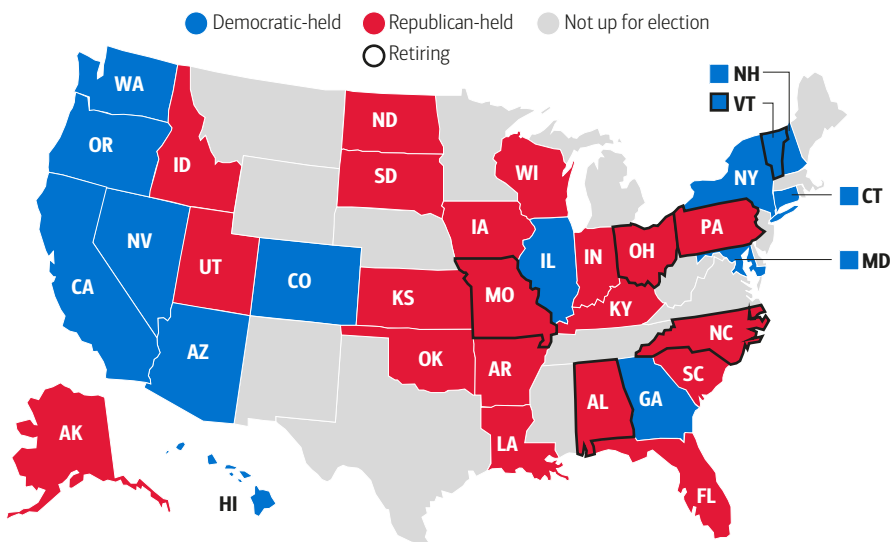 Democratic-held Republican-held Not up for election
Retiring
WA
NH
VT
ND
OR
ID
WI
SD
NY
CT
IA
PA
NV
OH
IN
IL
UT
MD
CO
CA
MO
KS
KY
NC
AZ
OK
AR
SC
AL
GA
AK
LA
FL
HI